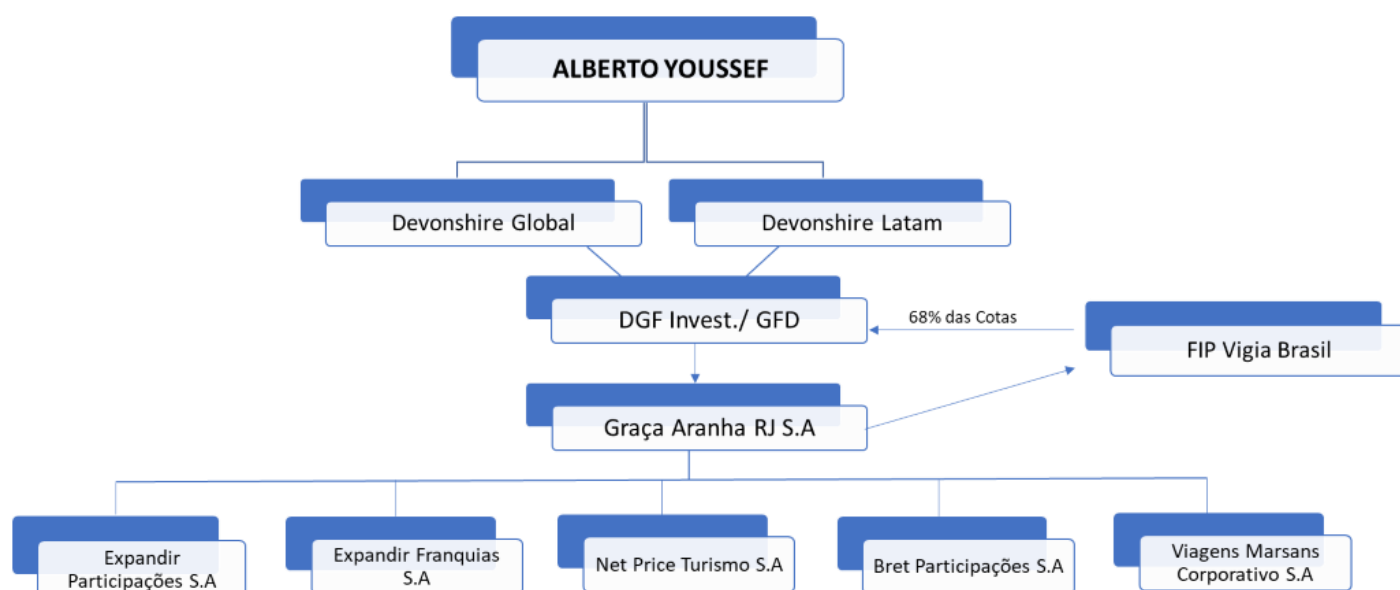 ALBERTO YOUSSEF
Devonshire Global
Devonshire Latam
DGF Invest./ GFD
68% das Cotas
FIP Vigia Brasil
Graça Aranha RJ S.A
Expandir
Participações S.A
Expandir Franquias
S.A
Net Price Turismo S.A
Bret Participações S.A
Viagens Marsans
Corporativo S.A